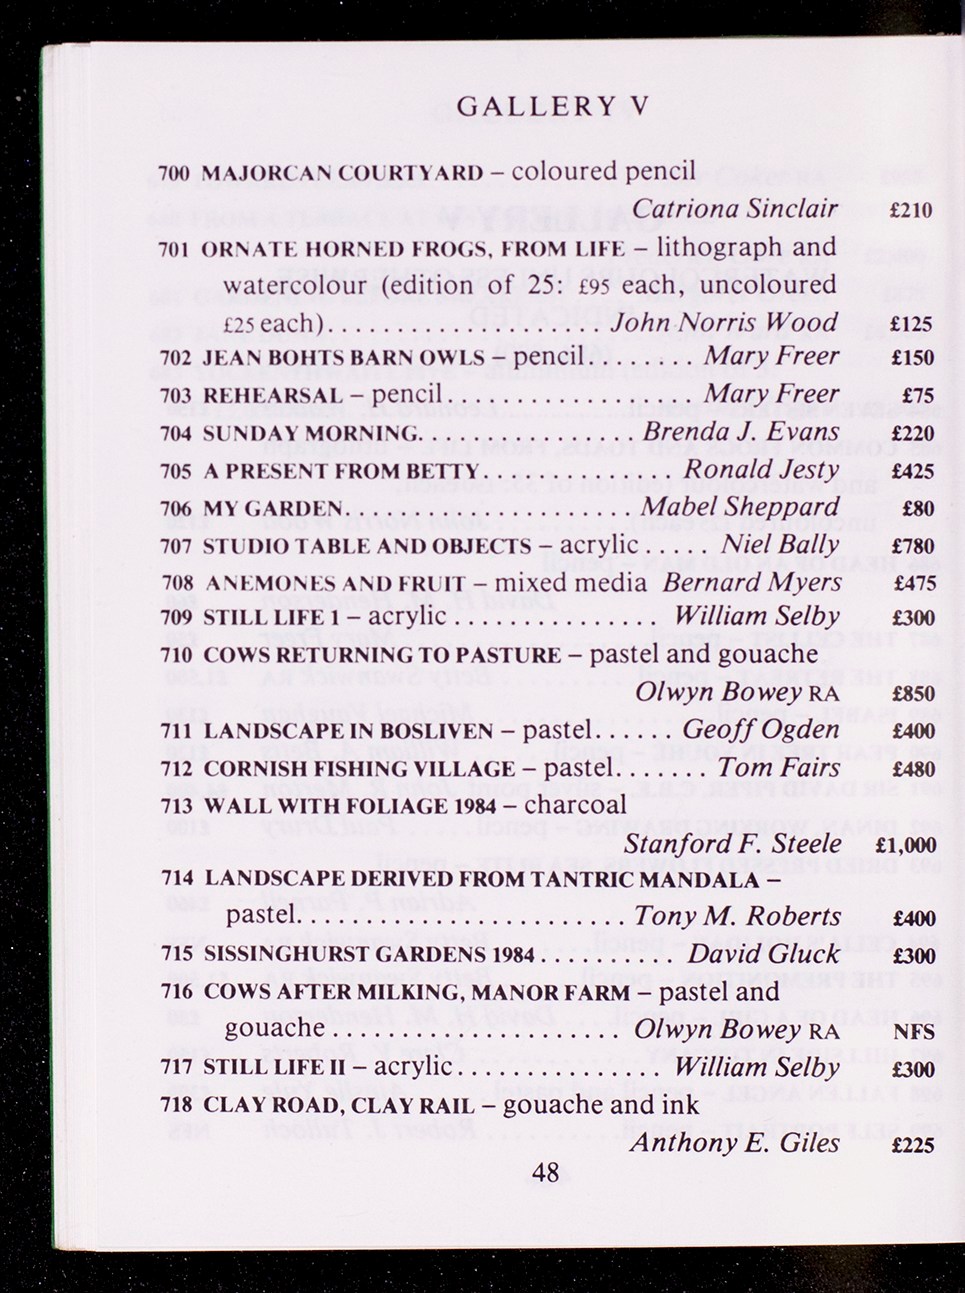 GALLERY V
700 MAJORCAN COURTYARD – coloured pencil
Catriona Sinclair £210
701 ORNATE HORNED FROGS, FROM LIFE – lithograph and
watercolour (edition of 25: £95 each, uncoloured
£25 each)..................... John Norris Wood £125
702 JEAN BOHTS BARN OWLS – pencil........ Mary Freer £150
703 REHEARSAL – pencil................... Mary Freer £75
704 SUNDAY MORNING................ Brenda J. Evans £220
705 A PRESENT FROM BETTY.............. Ronald Jesty £425
706 MY GARDEN..................... Mabel Sheppard £80
707 STUDIO TABLE AND OBJECTS – acrylic..... Niel Bally £780
708 ANEMONES AND FRUIT – mixed media Bernard Myers £475
709 STILL LIFE 1 – acrylic............... William Selby £300
710 COWS RETURNING TO PASTURE – pastel and gouache
Olwyn Bowey RA £850
711 LANDSCAPE IN BOSLIVEN – pastel...... Geoff Ogden £400
712 CORNISH FISHING VILLAGE – pastel....... Tom Fairs £480
713 WALL WITH FOLIAGE 1984 – charcoal
Stanford F. Steele £1,000
714 LANDSCAPE DERIVED FROM TANTRIC MANDALA –
pastel......................... Tony M. Roberts £400
715 SISSINGHURST GARDENS 1984........... David Gluck £300
716 COWS AFTER MILKING, MANOR FARM – pastel and
gouache....................... Olwyn Bowey RA NFS
717 STILL LIFE II – acrylic............... William Selby £300
718 CLAY ROAD, CLAY RAIL – gouache and ink
Anthony E. Giles £225
48